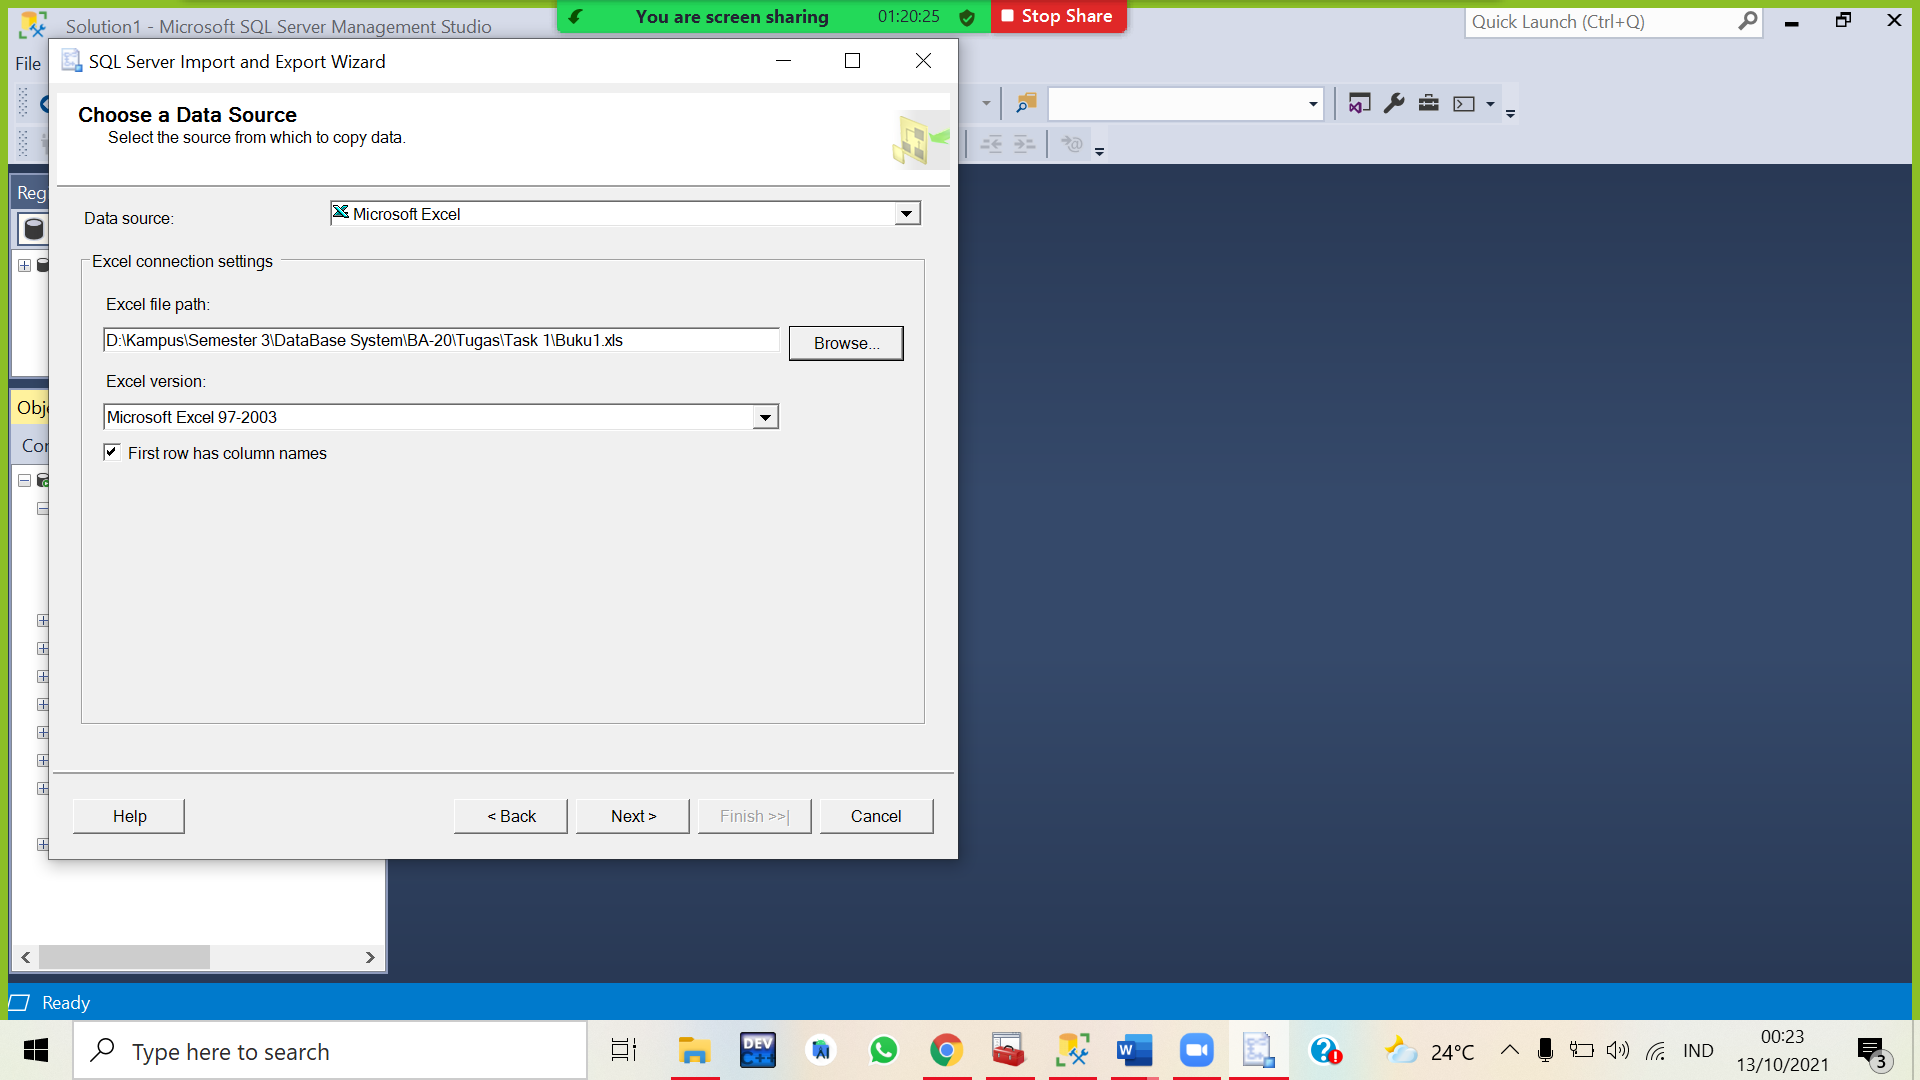 You are screen sharing 01:20:25 Stop Share
Solution1 - Microsoft SQL Server Management Studio
Quick Launch (Ctrl+Q)
File
SQL Server Import and Export Wizard
Choose a Data Source
Select the source from which to copy data.
Reg
Data source:
Microsoft Excel
Excel connection settings
Excel file path:
D:\Kampus\Semester 3\DataBase System\BA-20\Tugas\Task 1\Buku1.xls
Browse...
Excel version:
Obje
Microsoft Excel 97-2003
Con
First row has column names
Help
< Back
Next >
Finish >>|
Cancel
Ready
Type here to search
DEV
C++
W
24°C
IND
00:23
13/10/2021
3